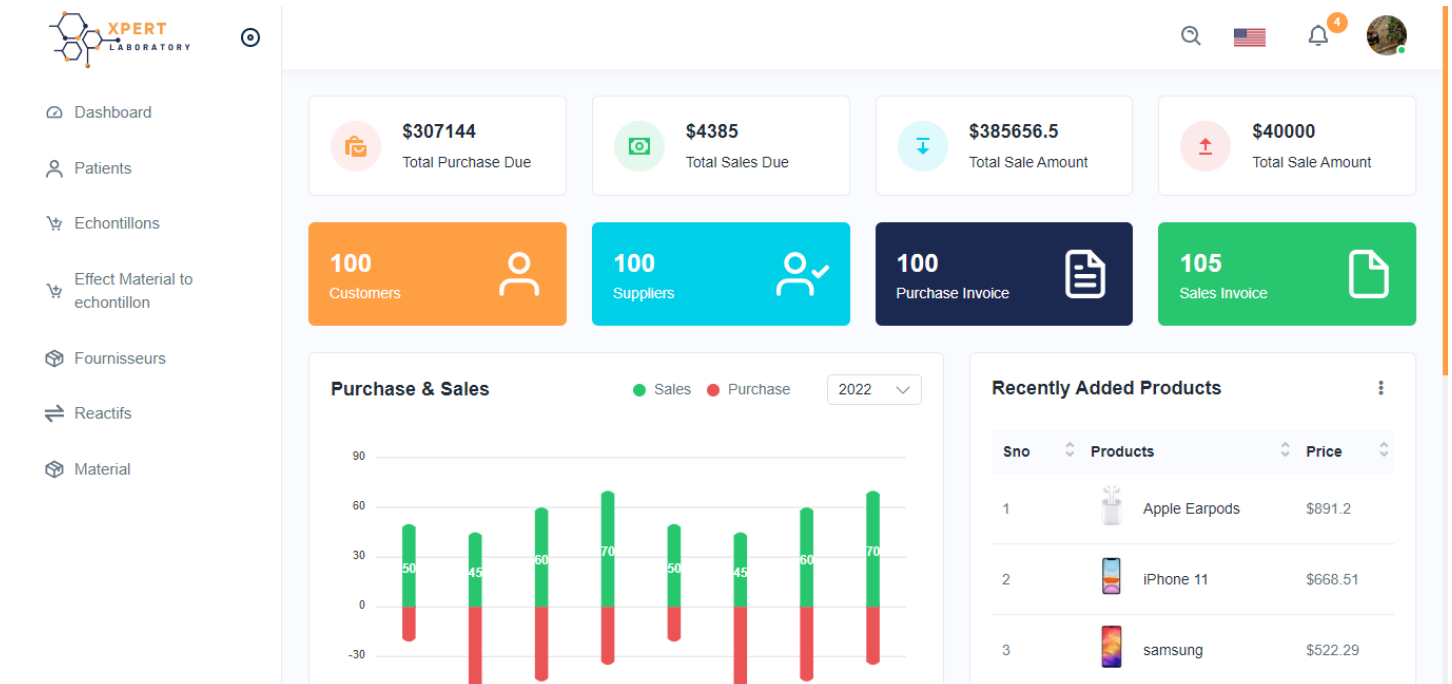 XPERT
LABORATORY
4
Dashboard
Patients
Echontillons
Effect Material to
echontillon
Fournisseurs
Reactifs
Material
$307144
Total Purchase Due
$4385
Total Sales Due
$385656.5
Total Sale Amount
$40000
Total Sale Amount
100
Customers
100
Suppliers
100
Purchase Invoice
105
Sales Invoice
Purchase & Sales
Sales
Purchase
2022
90
60
30
0
-30
50
45
60
70
50
45
60
70
Recently Added Products
Sno Products Price
1 Apple Earpods $891.2
2 iPhone 11 $668.51
3 samsung $522.29